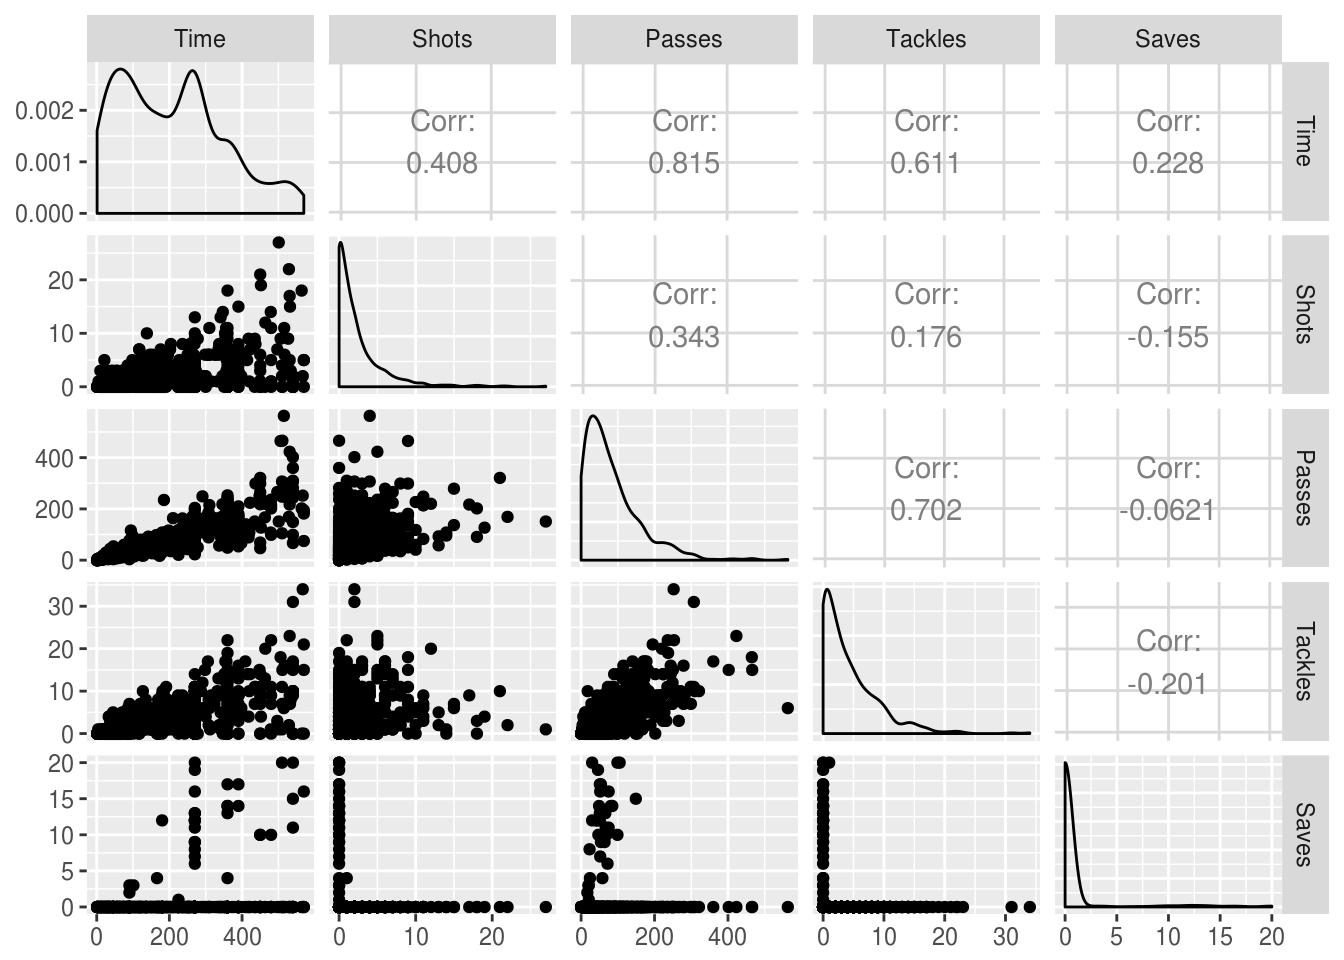 Time Shots Passes Tackles Saves
0.002
0.001
0.000
Corr:
0.408
Corr:
0.815
Corr:
0.611
Corr:
0.228
Time
20
10
0
Corr:
0.343
Corr:
0.176
Corr:
-0.155
Shots
400
200
0
Corr:
0.702
Corr:
-0.0621
Passes
30
20
10
0
Corr:
-0.201
Tackles
20
15
10
5
0
Saves
0 200 400 0 10 20 0 200 400 0 10 20 30 0 5 10 15 20